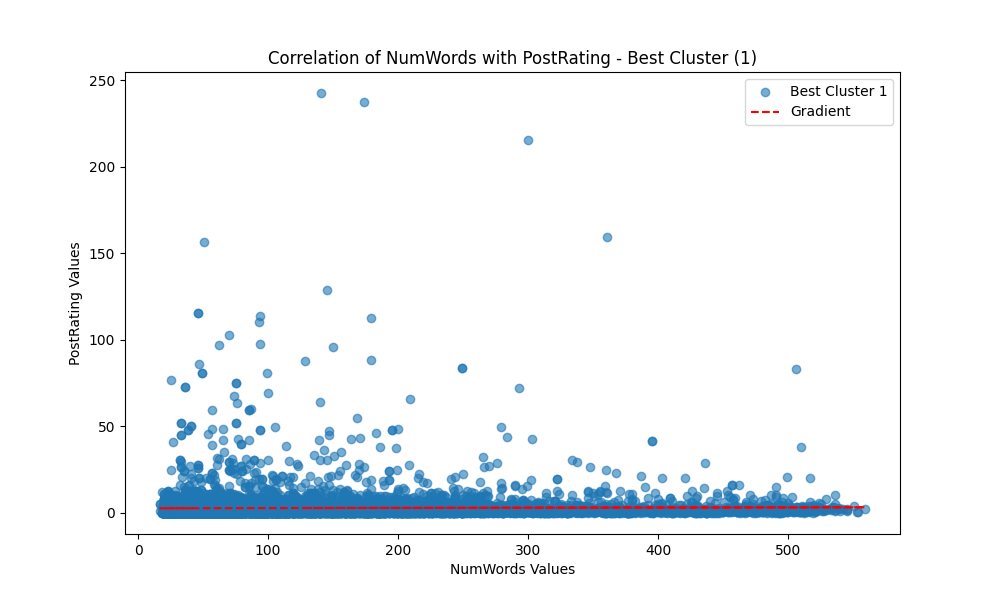 Correlation of NumWords with PostRating - Best Cluster (1)
Best Cluster 1
Gradient
PostRating Values
250
200
150
100
50
0
0 100 200 300 400 500
NumWords Values